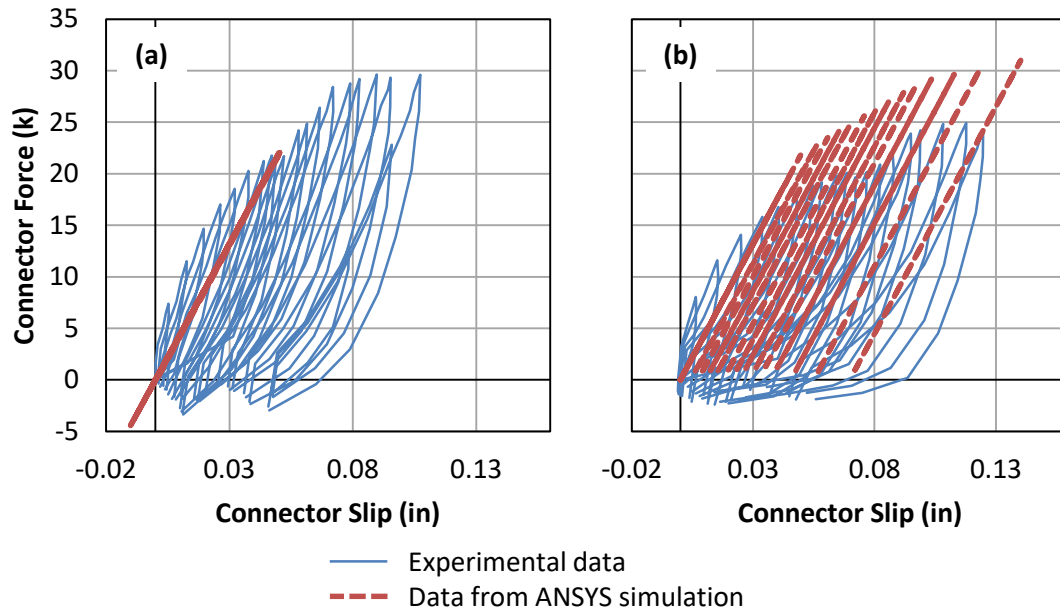 35
30
25
20
15
10
5
0
-5
Connector Force (k)
(a)
(b)
-0.02 0.03 0.08 0.13
-0.02 0.03 0.08 0.13
Connector Slip (in)
Connector Slip (in)
Experimental data
Data from ANSYS simulation